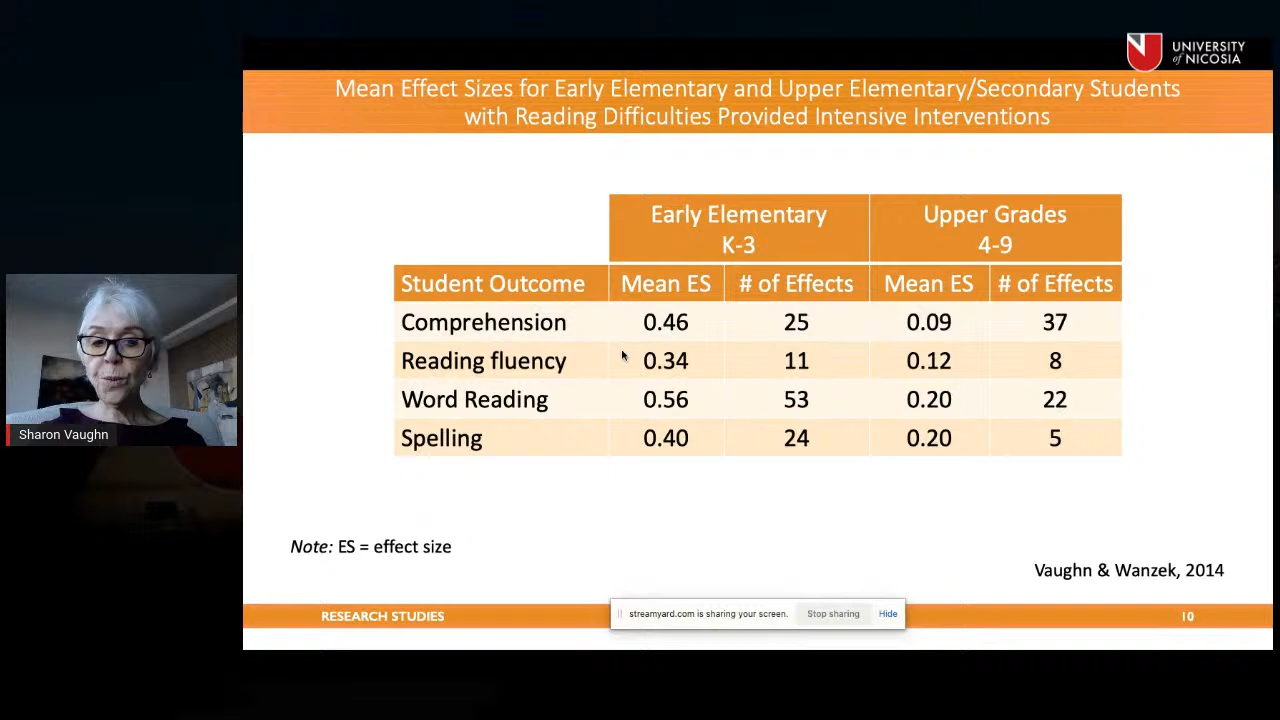 UNIVERSITY
of NICOSIA
Mean Effect Sizes for Early Elementary and Upper Elementary/Secondary Students
with Reading Difficulties Provided Intensive Interventions
Early Elementary Upper Grades
K-3 4-9
Student Outcome Mean ES # of Effects Mean ES # of Effects
Comprehension 0.46 25 0.09 37
Reading fluency 0.34 11 0.12 8
Word Reading 0.56 53 0.20 22
Spelling 0.40 24 0.20 5
Sharon Vaughn
Note: ES = effect size
Vaughn & Wanzek, 2014
RESEARCH STUDIES
streamyard.com is sharing your screen. Stop sharing Hide
10